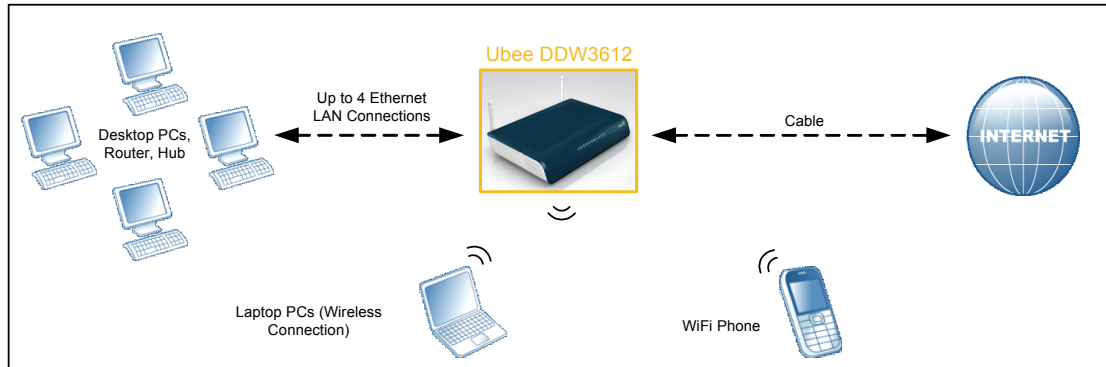 Ubee DDW3612
Up to 4 Ethernet
LAN Connections
Desktop PCs,
Router, Hub
Cable
INTERNET
Laptop PCs (Wireless
Connection)
WiFi Phone